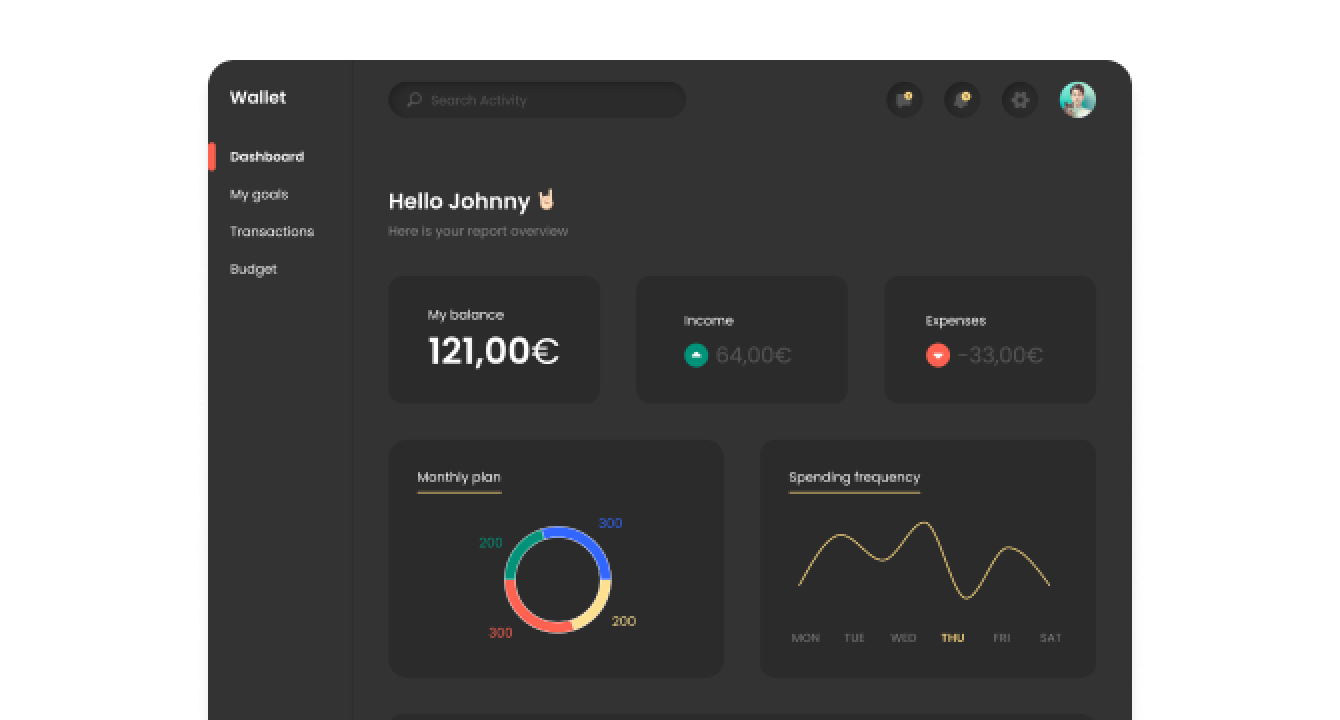 Wallet
Search Activity
Dashboard
My goals
Transactions
Budget
Hello Johnny 🤘🏻
Here is your report overview
My balance
121,00€
Income
64,00€
Expenses
-33,00€
Monthly plan
300
200
200
300
Spending frequency
MON TUE WED THU FRI SAT